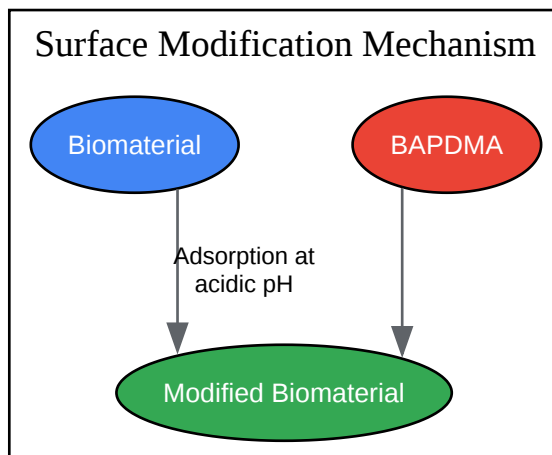 Surface Modification Mechanism
Biomaterial
BAPDMA
Adsorption at
acidic pH
Modified Biomaterial